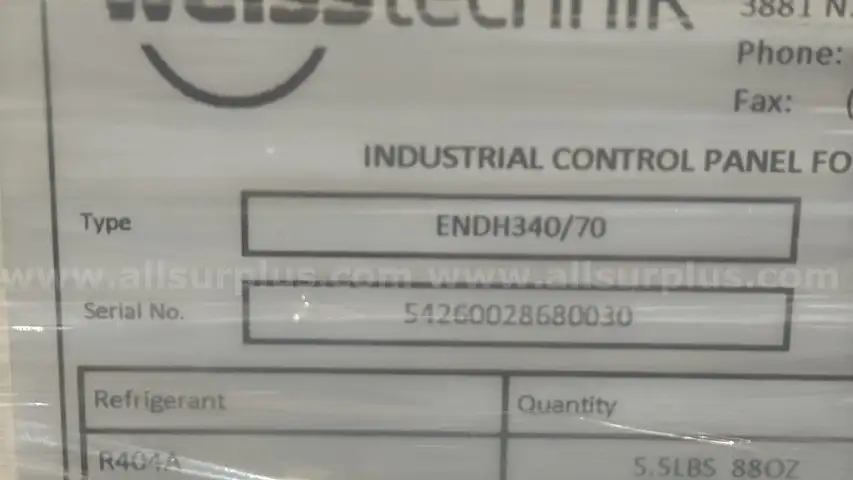 weisstechnik
3881 N.
Phone:
Fax: (
INDUSTRIAL CONTROL PANEL FO
Type ENDH340/70
www.allsurplus.com www.allsurplus.com
Serial No. 54260028680030
Refrigerant Quantity
R404A 5.5LBS 88OZ